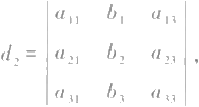 d₂ = | a₁₁ b₁ a₁₃ |
| a₂₁ b₂ a₂₃ | ,
| a₃₁ b₃ a₃₃ |